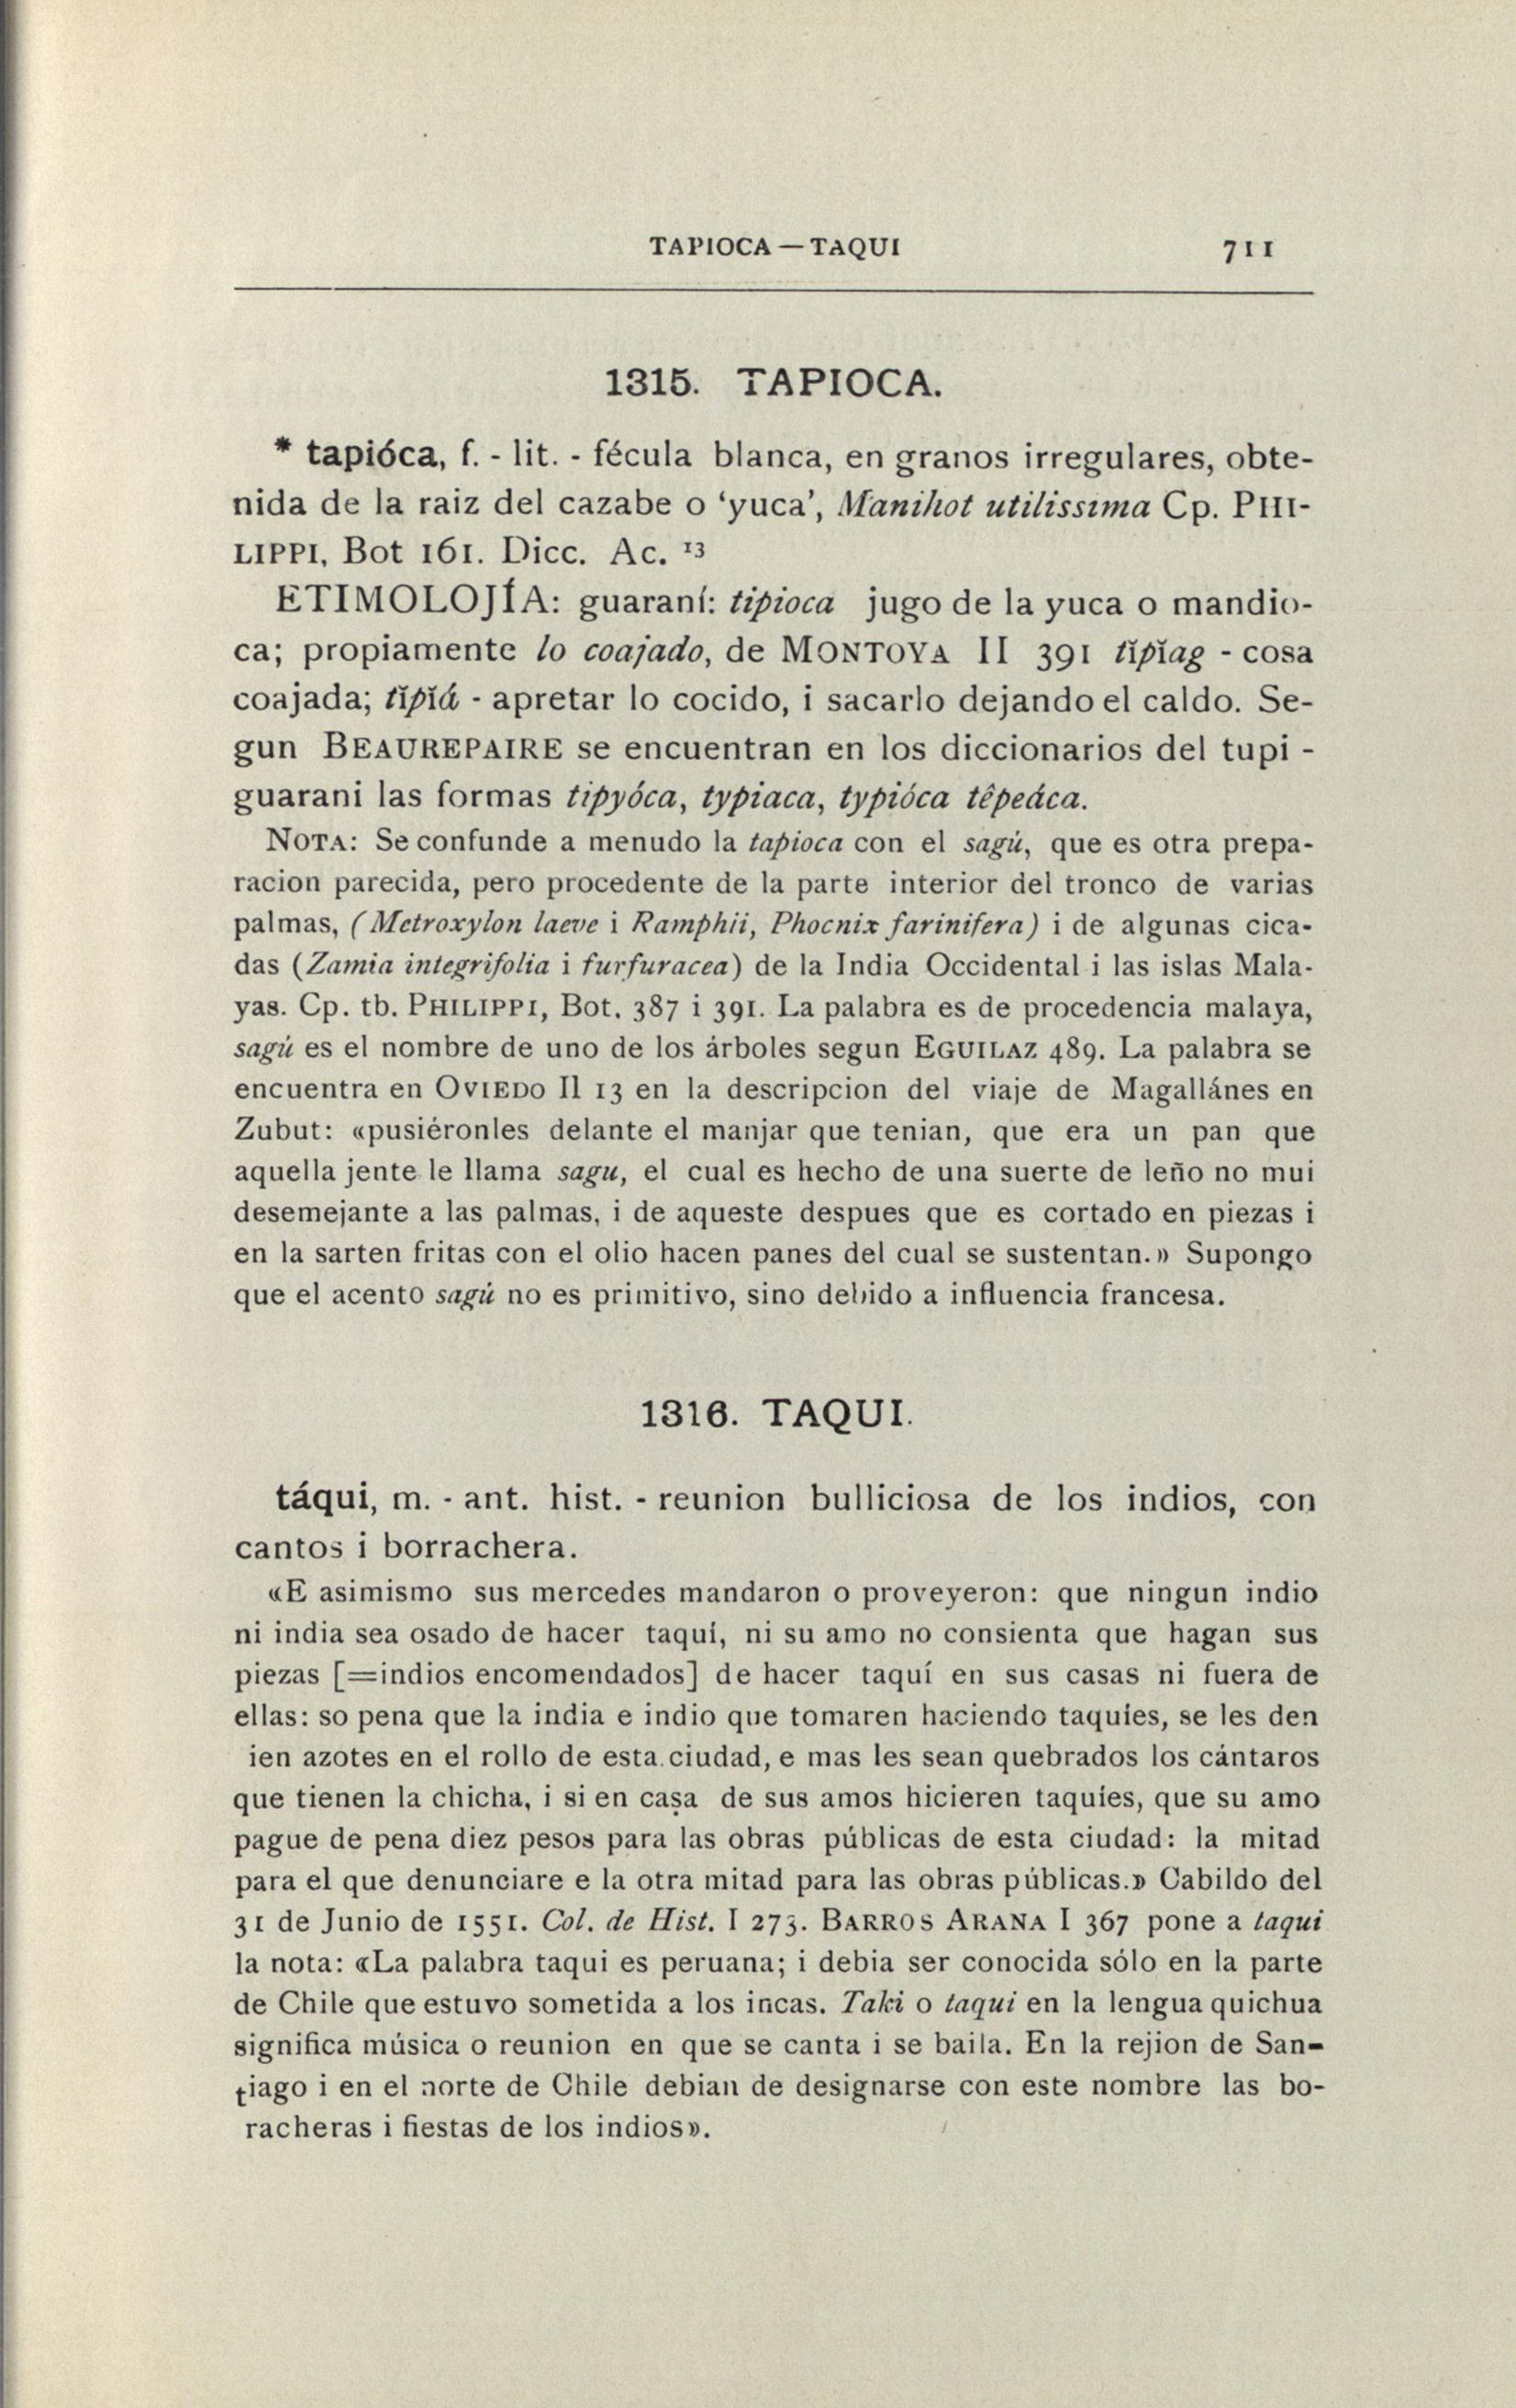 TAPIOCA — TAQUI 711
1315. TAPIOCA.
* tapióca, f. - lit. - fécula blanca, en granos irregulares, obte-
nida de la raiz del cazabe o ‘yuca’, Manihot utilissima Cp. PHI-
LIPPI, Bot 161. Dicc. Ac. 13
ETIMOLOJÍA: guaraní: tipioca jugo de la yuca o mandio-
ca; propiamente lo coajado, de MONTOYA II 391 tĭpĭag - cosa
coajada; tĭpĭá - apretar lo cocido, i sacarlo dejando el caldo. Se-
gun BEAUREPAIRE se encuentran en los diccionarios del tupi -
guarani las formas tipyóca, typiaca, typióca têpeáca.
NOTA: Se confunde a menudo la tapioca con el sagú, que es otra prepa-
racion parecida, pero procedente de la parte interior del tronco de varias
palmas, (Metroxylon laeve i Ramphii, Phocnix farinifera) i de algunas cica-
das (Zamia integrifolia i furfuracea) de la India Occidental i las islas Mala-
yas. Cp. tb. PHILIPPI, Bot. 387 i 391. La palabra es de procedencia malaya,
sagú es el nombre de uno de los árboles segun EGUILAZ 489. La palabra se
encuentra en OVIEDO II 13 en la descripcion del viaje de Magallánes en
Zubut: «pusiéronles delante el manjar que tenian, que era un pan que
aquella jente le llama sagu, el cual es hecho de una suerte de leño no mui
desemejante a las palmas, i de aqueste despues que es cortado en piezas i
en la sarten fritas con el olio hacen panes del cual se sustentan.» Supongo
que el acento sagú no es primitivo, sino debido a influencia francesa.
1316. TAQUI.
táqui, m. - ant. hist. - reunion bulliciosa de los indios, con
cantos i borrachera.
«E asimismo sus mercedes mandaron o proveyeron: que ningun indio
ni india sea osado de hacer taquí, ni su amo no consienta que hagan sus
piezas [=indios encomendados] de hacer taquí en sus casas ni fuera de
ellas: so pena que la india e indio que tomaren haciendo taquíes, se les den
ien azotes en el rollo de esta ciudad, e mas les sean quebrados los cántaros
que tienen la chicha, i si en casa de sus amos hicieren taquíes, que su amo
pague de pena diez pesos para las obras públicas de esta ciudad: la mitad
para el que denunciare e la otra mitad para las obras públicas.» Cabildo del
31 de Junio de 1551. Col. de Hist. I 273. BARROS ARANA I 367 pone a taqui
la nota: «La palabra taqui es peruana; i debia ser conocida sólo en la parte
de Chile que estuvo sometida a los incas. Taki o taqui en la lengua quichua
significa música o reunion en que se canta i se baila. En la rejion de San-
tiago i en el norte de Chile debian de designarse con este nombre las bo-
racheras i fiestas de los indios».